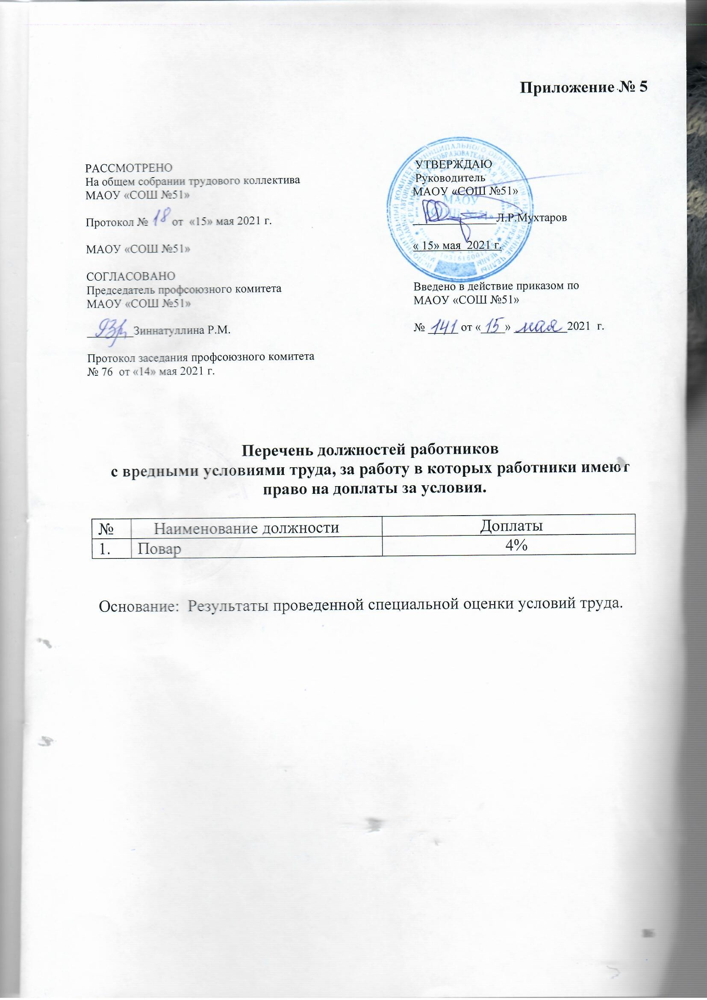 Приложение № 5
РАССМОТРЕНО
На общем собрании трудового коллектива
МАОУ «СОШ №51»
Протокол № 18 от «15» мая 2021 г.
МАОУ «СОШ №51»
СОГЛАСОВАНО
Председатель профсоюзного комитета
МАОУ «СОШ №51»
Зиннатуллина Р.М.
Протокол заседания профсоюзного комитета
№ 76 от «14» мая 2021 г.
УТВЕРЖДАЮ
Руководитель
МАОУ «СОШ №51»
Л.Р.Мухтаров
« 15» мая 2021 г.
МАОУ
Введено в действие приказом по
МАОУ «СОШ №51»
№ 141 от «15» мая 2021 г.
Перечень должностей работников
с вредными условиями труда, за работу в которых работники имеют
право на доплаты за условия.
№ Наименование должности Доплаты
1. Повар 4%
Основание: Результаты проведенной специальной оценки условий труда.